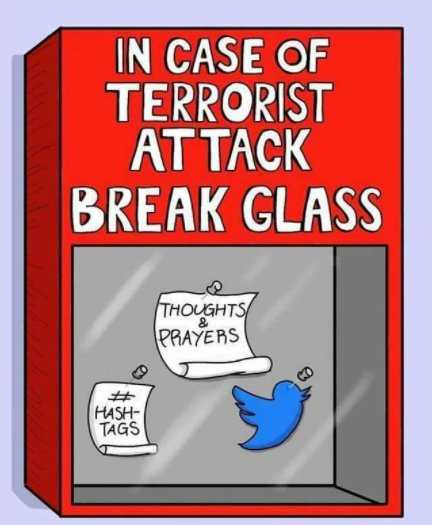 IN CASE OF
TERRORIST
ATTACK
BREAK GLASS
THOUGHTS
&
PRAYERS
#
HASH-
TAGS